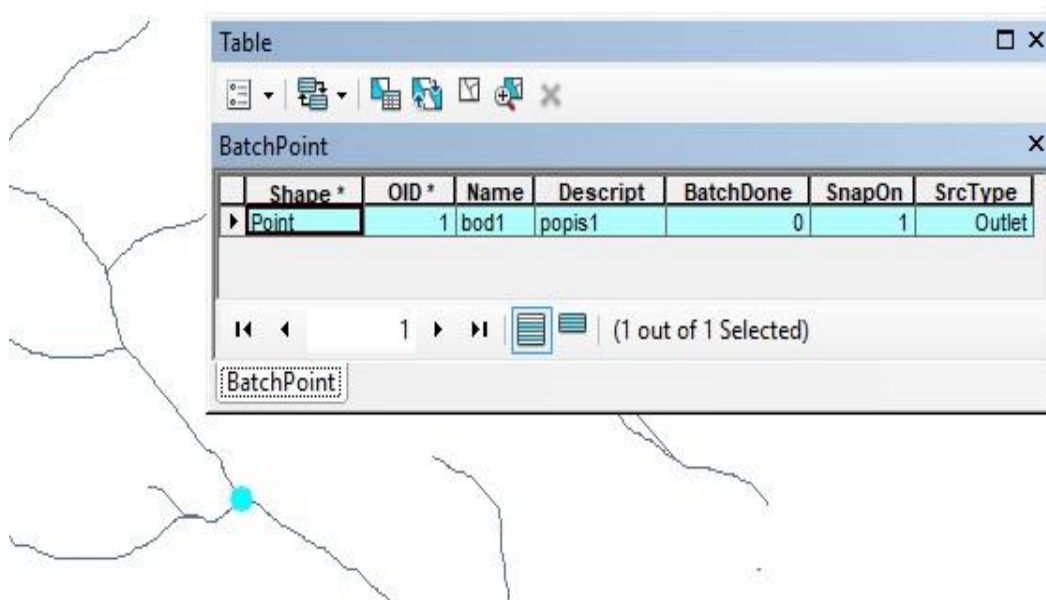 Table
BatchPoint
Shape * OID * Name Descript BatchDone SnapOn SrcType
Point 1 bod1 popis1 0 1 Outlet
1 (1 out of 1 Selected)
BatchPoint